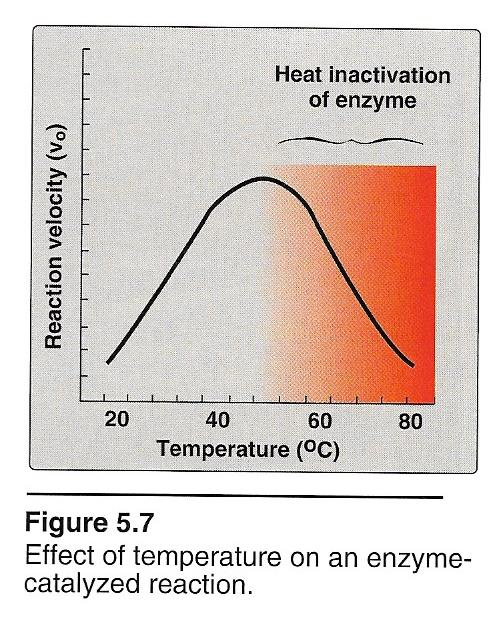 Heat inactivation
of enzyme
Reaction velocity (vo)
20 40 60 80
Temperature (ºC)
Figure 5.7
Effect of temperature on an enzyme-
catalyzed reaction.